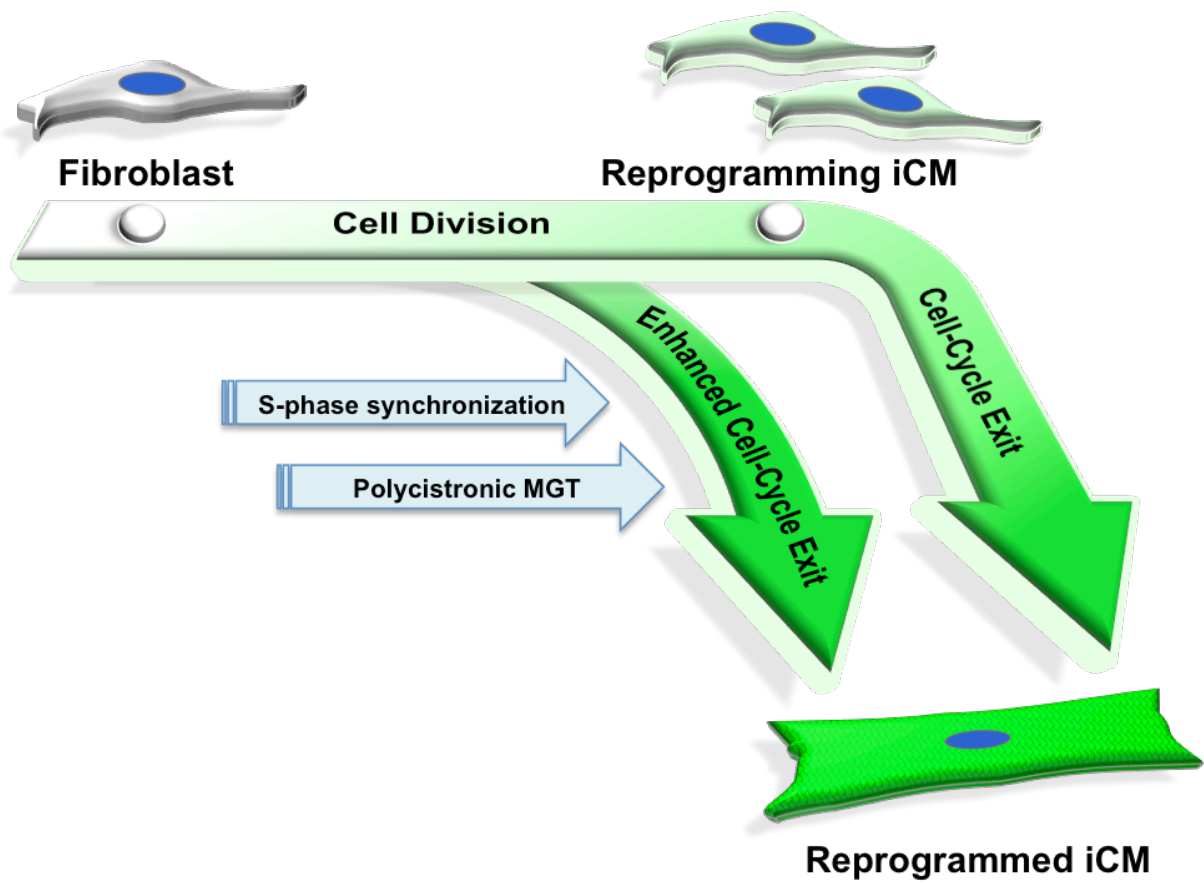 Fibroblast
Reprogramming iCM
Cell Division
Cell-Cycle Exit
Enhanced Cell-Cycle Exit
S-phase synchronization
Polycistronic MGT
Reprogrammed iCM